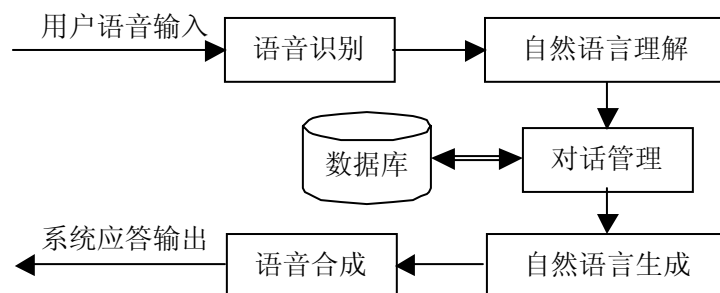 用户语音输入
语音识别
自然语言理解
数据库
对话管理
系统应答输出
语音合成
自然语言生成